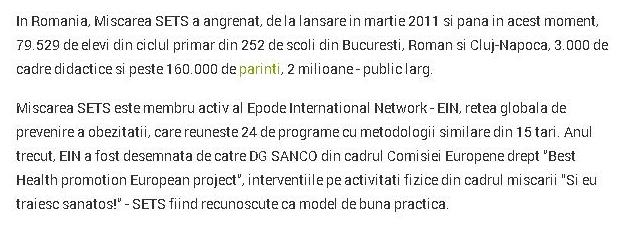 In Romania, Miscarea SETS a angrenat, de la lansare in martie 2011 si pana in acest moment,
79.529 de elevi din ciclul primar din 252 de scoli din Bucuresti, Roman si Cluj-Napoca, 3.000 de
cadre didactice si peste 160.000 de parinti, 2 milioane - public larg.
Miscarea SETS este membru activ al Epode International Network - EIN, retea globala de
prevenire a obezitatii, care reuneste 24 de programe cu metodologii similare din 15 tari. Anul
trecut, EIN a fost desemnata de catre DG SANCO din cadrul Comisiei Europene drept "Best
Health promotion European project", interventiile pe activitati fizice din cadrul miscarii "Si eu
traiesc sanatos!" - SETS fiind recunoscute ca model de buna practica.